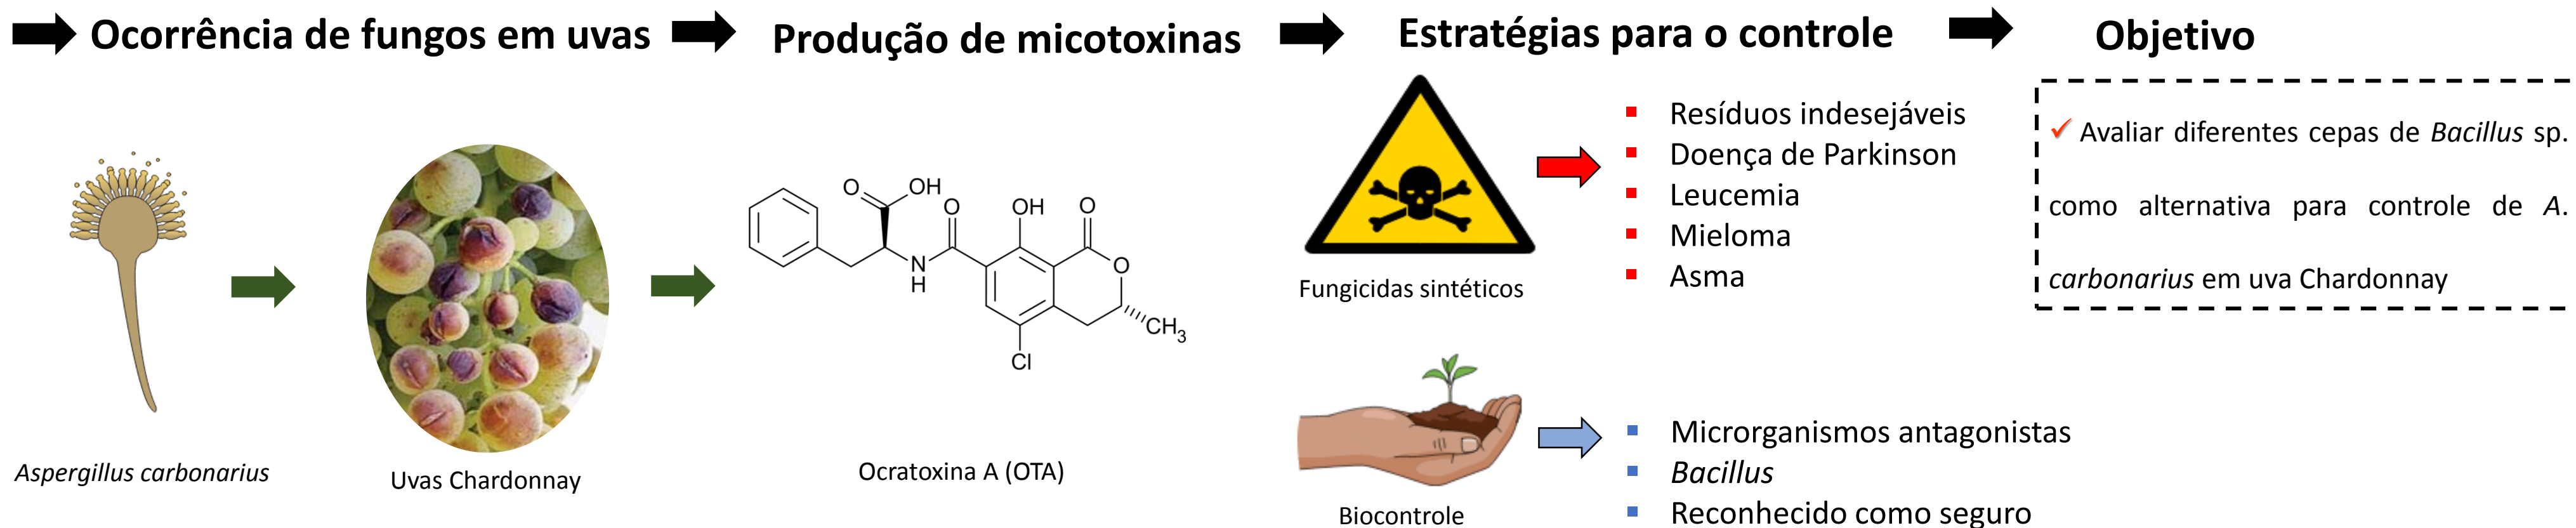 Ocorrência de fungos em uvas
Produção de micotoxinas
Estratégias para o controle
Objetivo
Aspergillus carbonarius
Uvas Chardonnay
O
OH
O
N
H
OH
O
O
CH3
Cl
Ocratoxina A (OTA)
Fungicidas sintéticos
Resíduos indesejáveis
Doença de Parkinson
Leucemia
Mieloma
Asma
Biocontrole
Microrganismos antagonistas
Bacillus
Reconhecido como seguro
Avaliar diferentes cepas de Bacillus sp.
como alternativa para controle de A.
carbonarius em uva Chardonnay